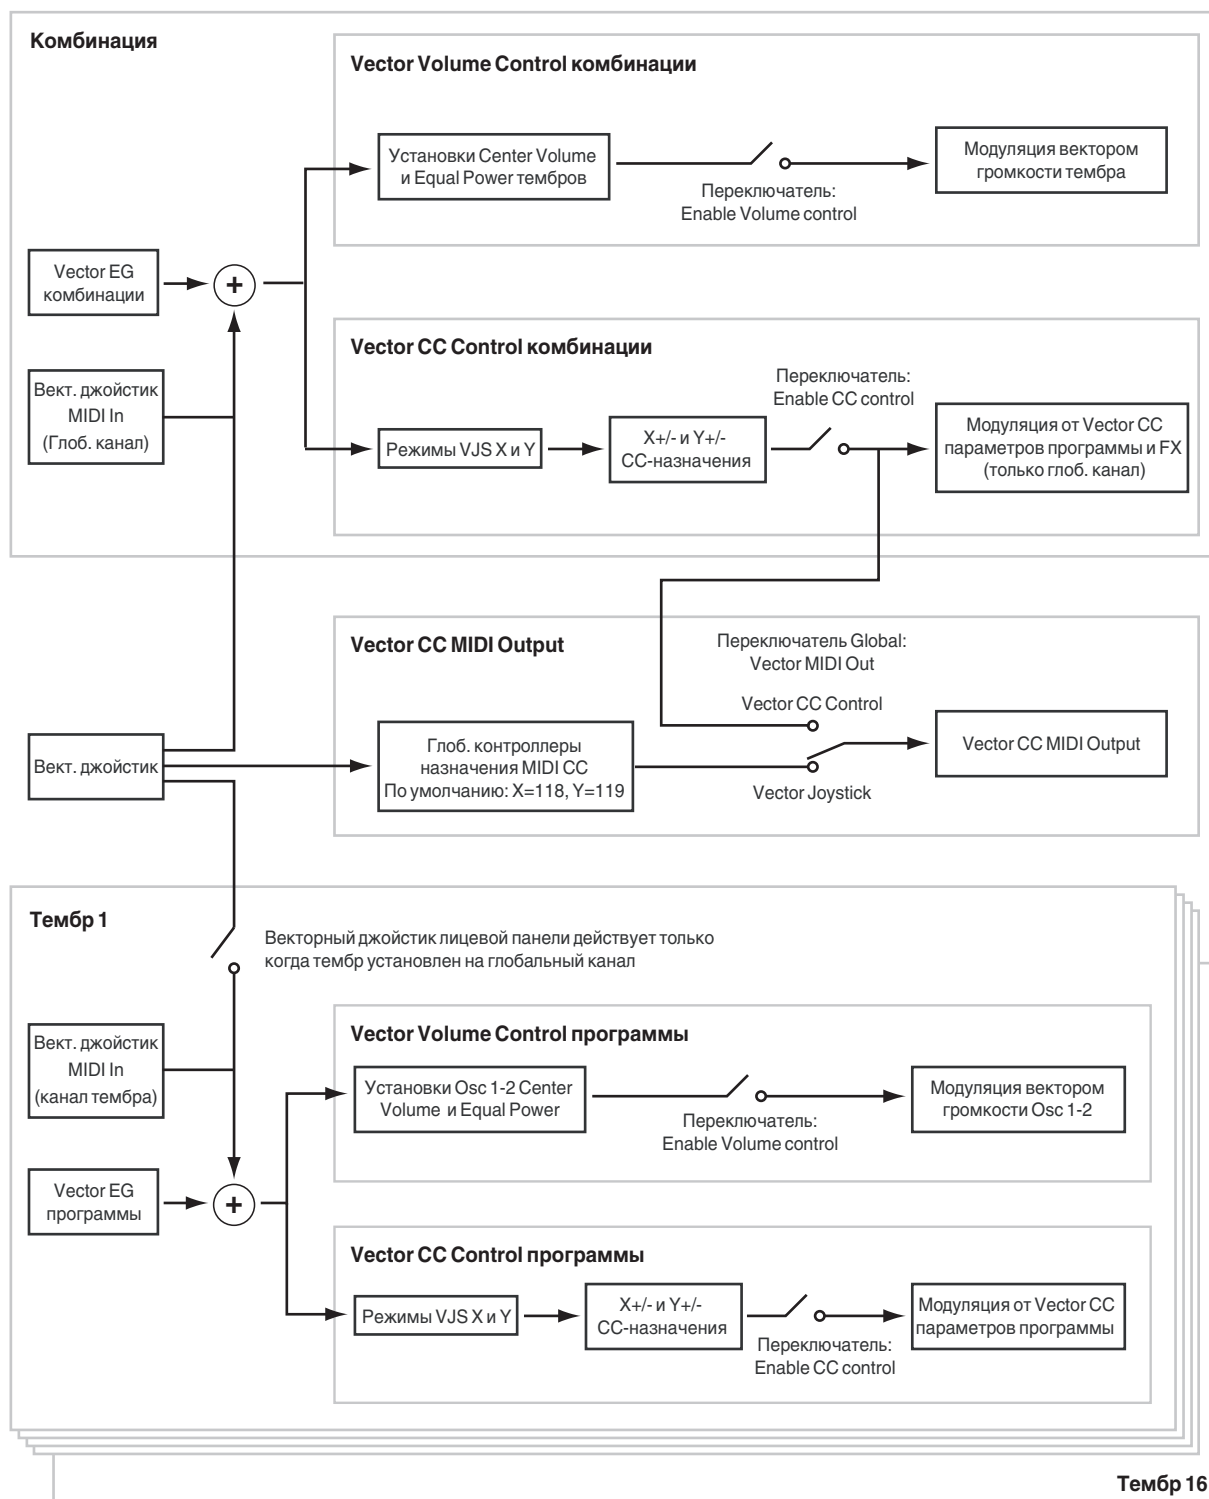 Комбинация
Vector Volume Control комбинации
Установки Center Volume
и Equal Power тембров
Переключатель:
Enable Volume control
Модуляция вектором
громкости тембра
Vector EG
комбинации
+
Vector CC Control комбинации
Вект. джойстик
MIDI In
(Глоб. канал)
Режимы VJS X и Y
X+/- и Y+/-
CC-назначения
Переключатель:
Enable CC control
Модуляция от Vector CC
параметров программы и FX
(только глоб. канал)
Vector CC MIDI Output
Переключатель Global:
Vector MIDI Out
Vector CC Control
Вект. джойстик
Глоб. контроллеры
назначения MIDI CC
По умолчанию: X=118, Y=119
Vector Joystick
Vector CC MIDI Output
Тембр 1
Векторный джойстик лицевой панели действует только
когда тембр установлен на глобальный канал
Вект. джойстик
MIDI In
(канал тембра)
Vector Volume Control программы
Установки Osc 1-2 Center
Volume и Equal Power
Переключатель:
Enable Volume control
Модуляция вектором
громкости Osc 1-2
Vector EG
программы
+
Vector CC Control программы
Режимы VJS X и Y
X+/- и Y+/-
CC-назначения
Переключатель:
Enable CC control
Модуляция от Vector CC
параметров программы
Тембр 16